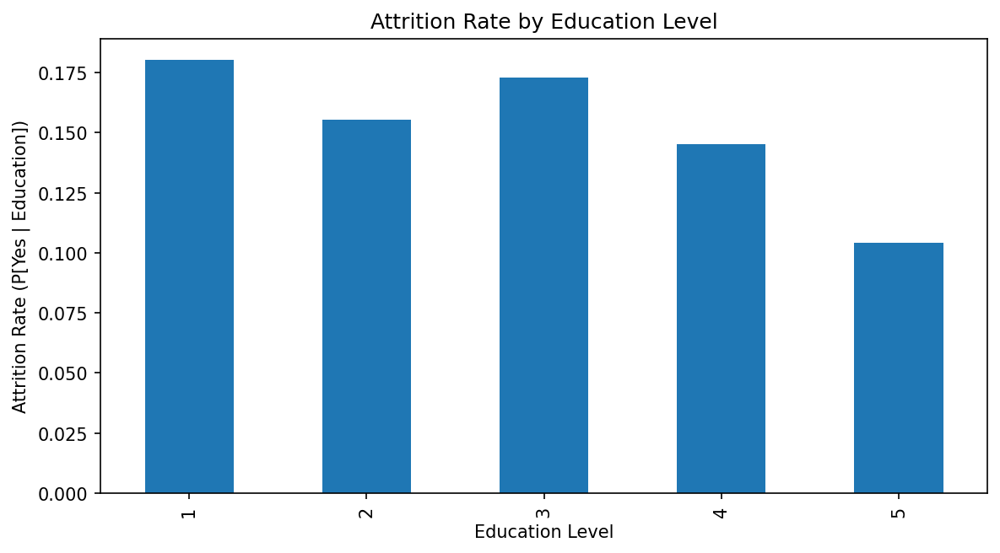 Attrition Rate by Education Level
Attrition Rate (P[Yes | Education])
0.175
0.150
0.125
0.100
0.075
0.050
0.025
0.000
1 2 3 4 5
Education Level